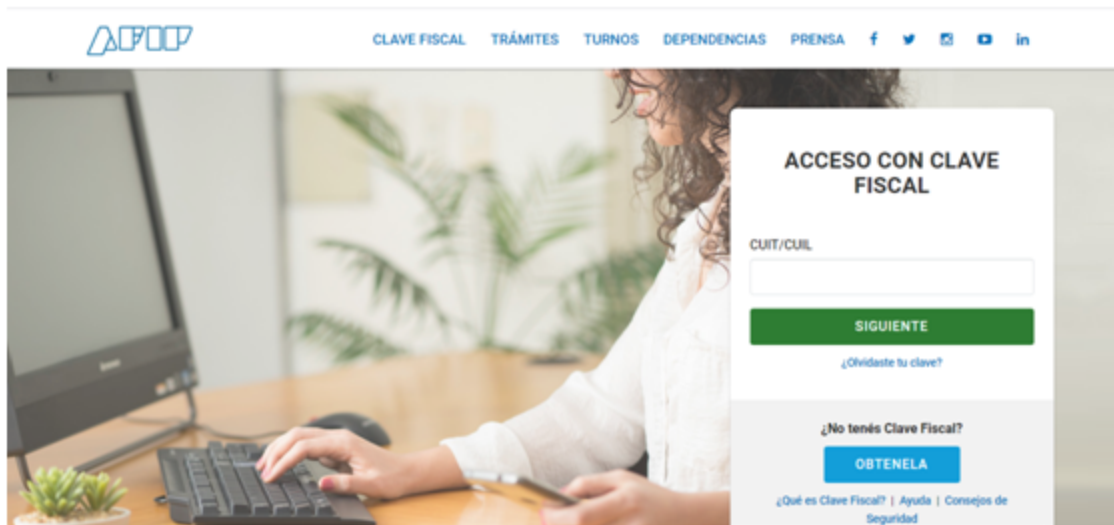 AFIP
CLAVE FISCAL TRÁMITES TURNOS DEPENDENCIAS PRENSA
ACCESO CON CLAVE
FISCAL
CUIT/CUIL
SIGUIENTE
¿Olvidaste tu clave?
¿No tenés Clave Fiscal?
OBTENELA
¿Qué es Clave Fiscal? | Ayuda | Consejos de
Seguridad